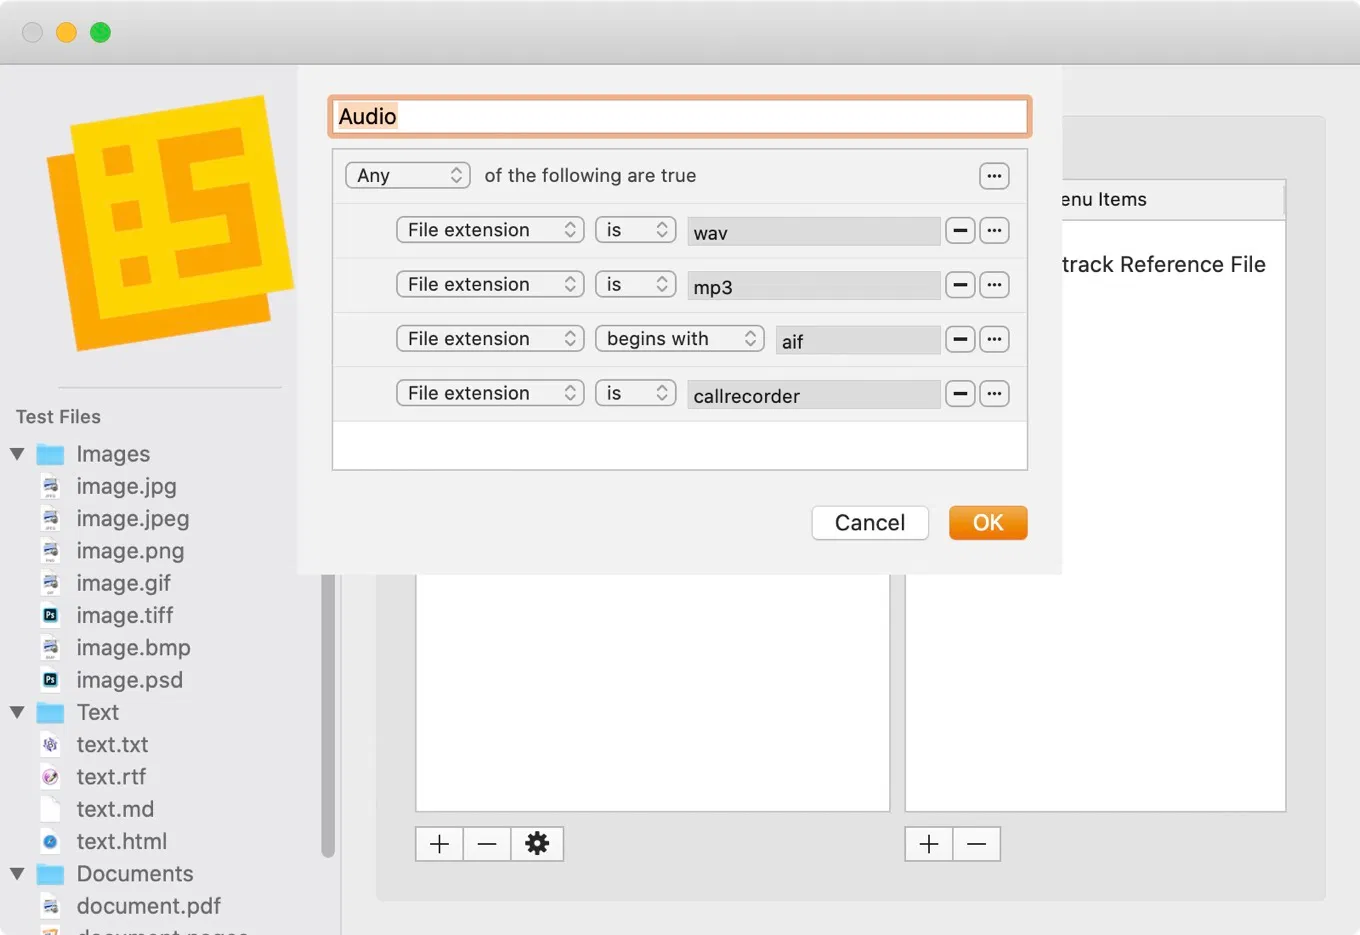 Audio
Any of the following are true
File extension is wav
File extension is mp3
File extension begins with aif
File extension is callrecorder
Cancel OK
enu Items
track Reference File
Test Files
Images
image.jpg
image.jpeg
image.png
image.gif
image.tiff
image.bmp
image.psd
Text
text.txt
text.rtf
text.md
text.html
Documents
document.pdf